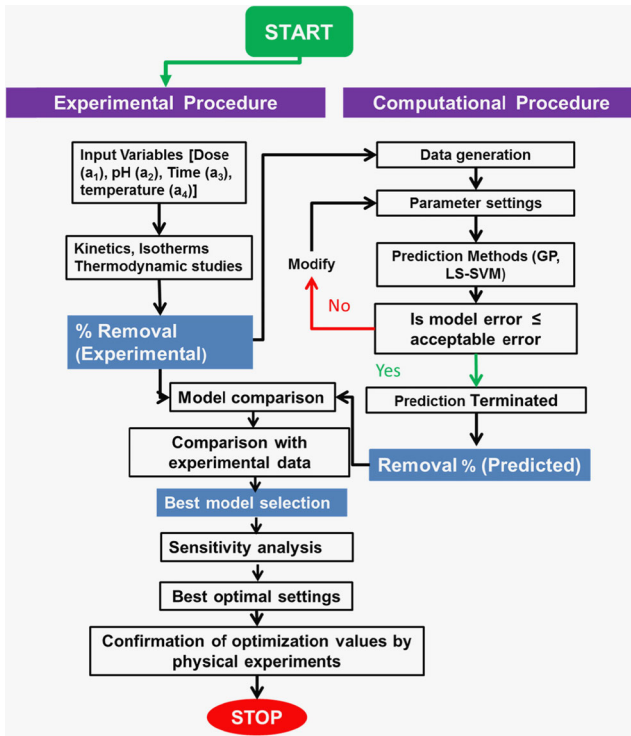 START
Experimental Procedure
Computational Procedure
Input Variables [Dose
(a₁), pH (a₂), Time (a₃),
temperature (a₄)]
Kinetics, Isotherms
Thermodynamic studies
% Removal
(Experimental)
Data generation
Parameter settings
Modify
Prediction Methods (GP,
LS-SVM)
No
Is model error ≤
acceptable error
Yes
Prediction Terminated
Removal % (Predicted)
Model comparison
Comparison with
experimental data
Best model selection
Sensitivity analysis
Best optimal settings
Confirmation of optimization values by
physical experiments
STOP